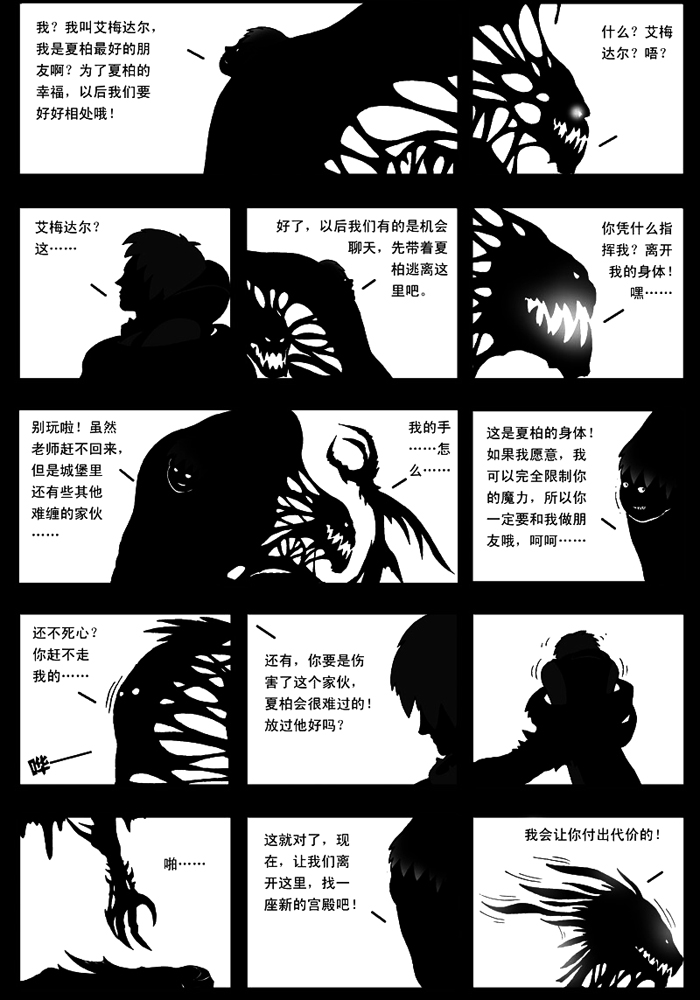 我？我叫艾梅达尔，
我是夏柏最好的朋
友啊？为了夏柏的
幸福，以后我们要
好好相处哦！
什么？艾梅
达尔？唔？
艾梅达尔？
这……
好了，以后我们有的是机会
聊天，先带着夏
柏逃离这
里吧。
你凭什么指
挥我？离开
我的身体！
嘿……
别玩啦！虽然
老师赶不回来，
但是城堡里
还有些其他
难缠的家伙
……
我的手
……怎
么……
这是夏柏的身体！
如果我愿意，我
可以完全限制你
的魔力，所以你
一定要和我做朋
友哦，呵呵……
还不死心？
你赶不走
我的……
哗
还有，你要是伤
害了这个家伙，
夏柏会很难过的！
放过他好吗？
啪……
这就对了，现
在，让我们离
开这里，找一
座新的宫殿吧！
我会让你付出代价的！